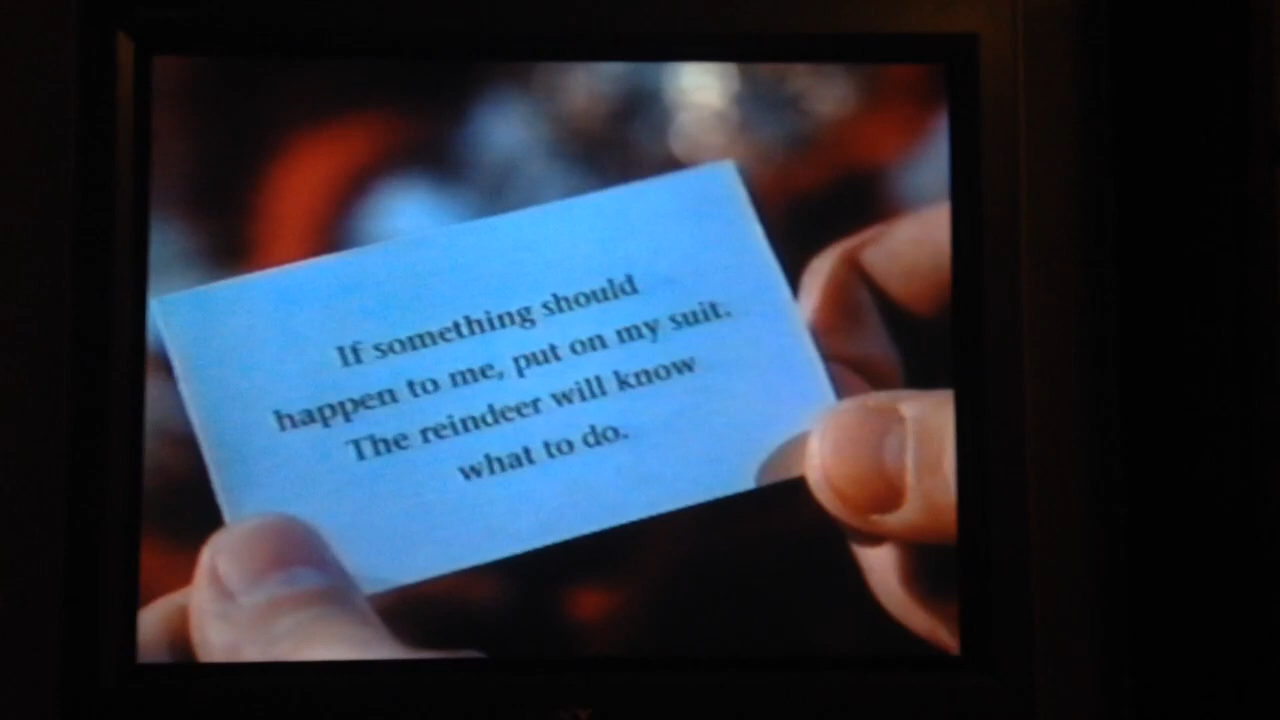 If something should
happen to me, put on my suit.
The reindeer will know
what to do.